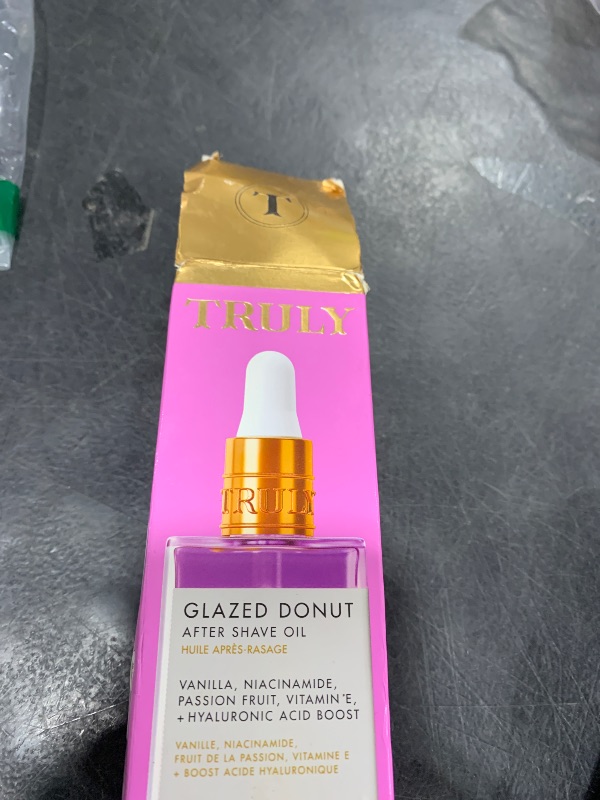 T
TRULY
TRULY
GLAZED DONUT
AFTER SHAVE OIL
HUILE APRÈS-RASAGE
VANILLA, NIACINAMIDE,
PASSION FRUIT, VITAMIN E,
+ HYALURONIC ACID BOOST
VANILLE, NIACINAMIDE,
FRUIT DE LA PASSION, VITAMINE E
+ BOOST ACIDE HYALURONIQUE